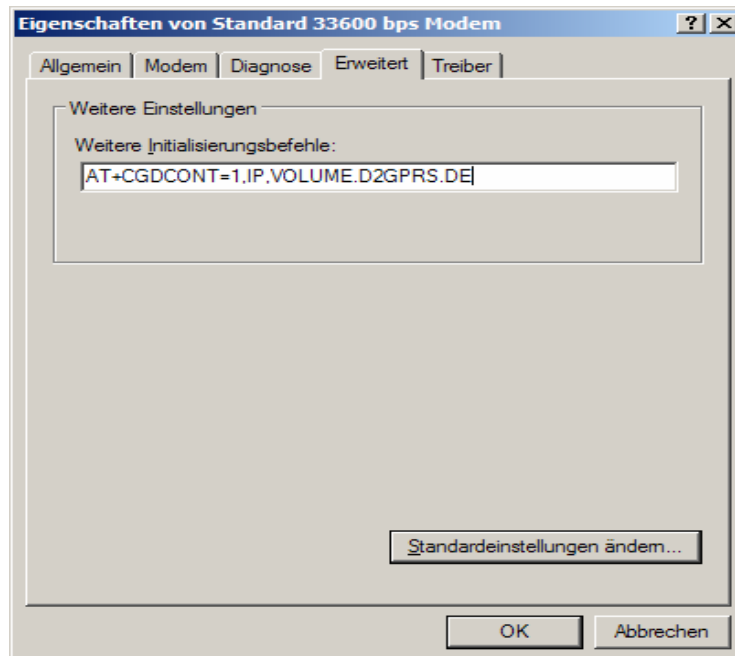 Eigenschaften von Standard 33600 bps Modem
Allgemein Modem Diagnose Erweitert Treiber
Weitere Einstellungen
Weitere Initialisierungsbefehle:
AT+CGDCONT=1,IP,VOLUME.D2GPRS.DE
Standardeinstellungen ändern...
OK Abbrechen